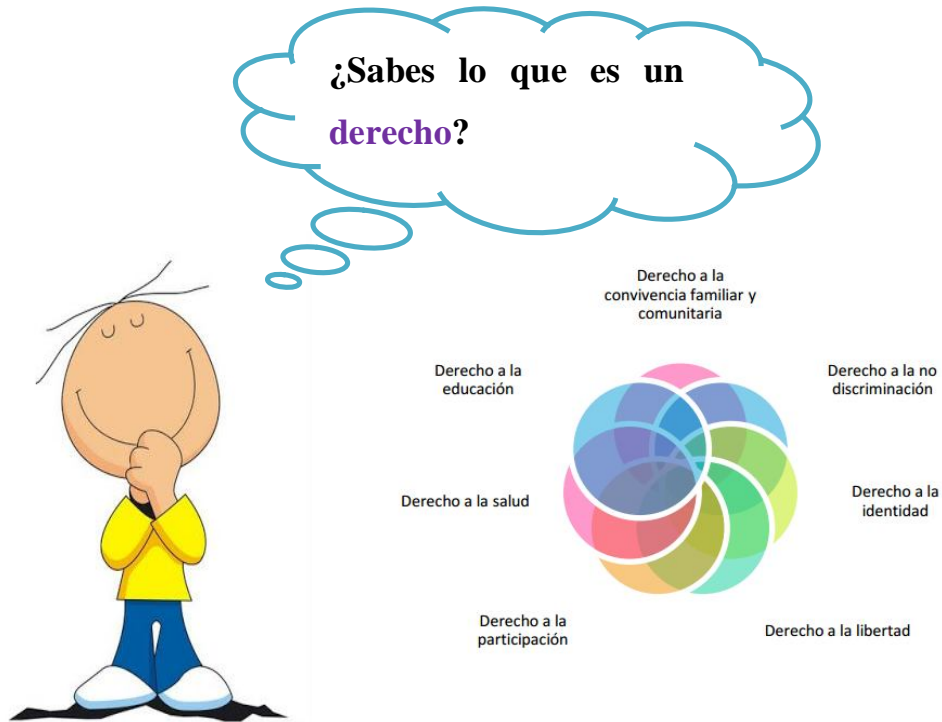 ¿Sabes lo que es un
derecho?
Derecho a la
convivencia familiar y
comunitaria
Derecho a la no
discriminación
Derecho a la
identidad
Derecho a la libertad
Derecho a la
participación
Derecho a la salud
Derecho a la
educación